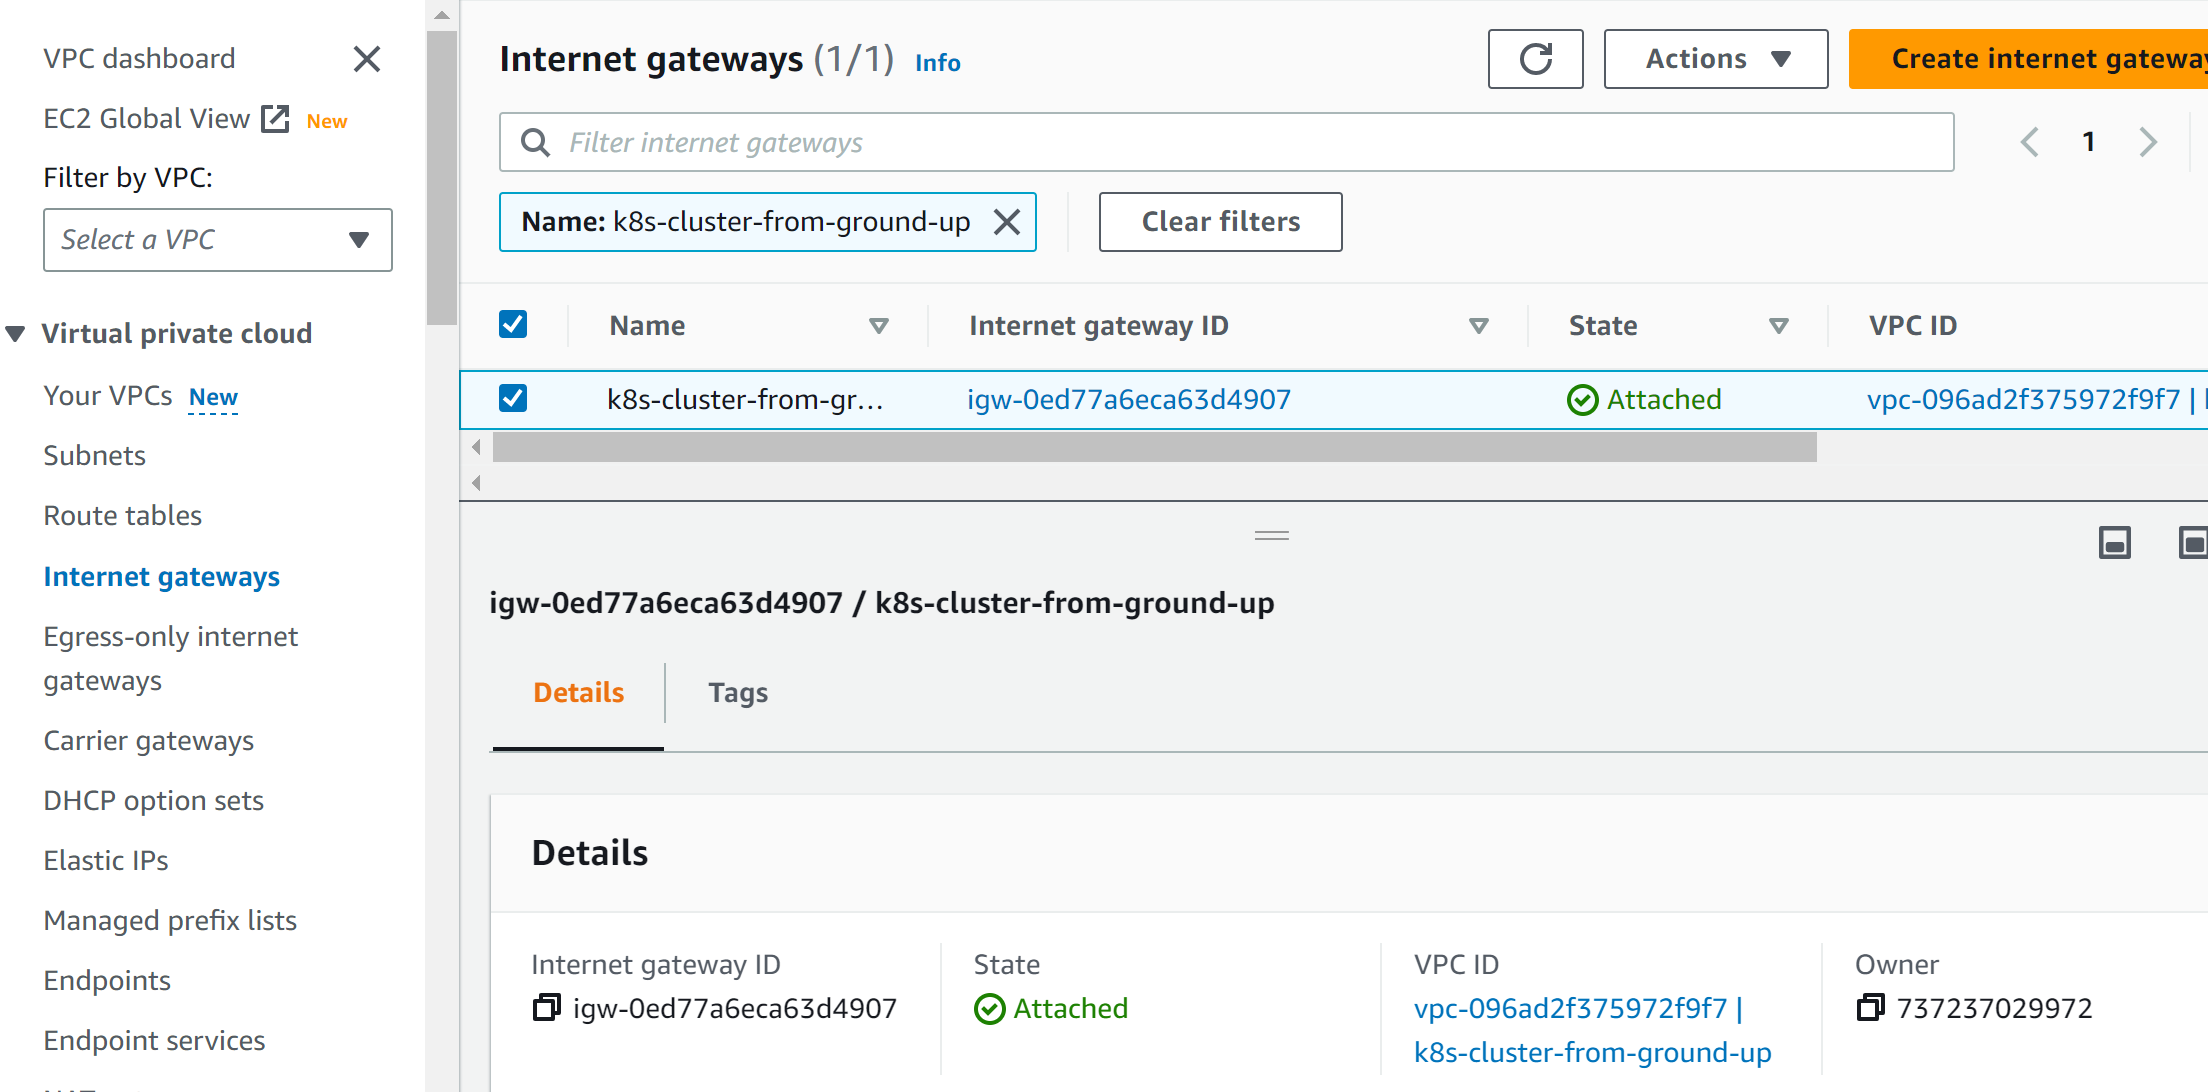 VPC dashboard
EC2 Global View New
Filter by VPC:
Select a VPC
Virtual private cloud
Your VPCs New
Subnets
Route tables
Internet gateways
Egress-only internet
gateways
Carrier gateways
DHCP option sets
Elastic IPs
Managed prefix lists
Endpoints
Endpoint services
Internet gateways (1/1) Info
Actions
Create internet gateway
Filter internet gateways
1
Name: k8s-cluster-from-ground-up
Clear filters
Name Internet gateway ID State VPC ID
k8s-cluster-from-gr... igw-0ed77a6eca63d4907 Attached vpc-096ad2f375972f9f7 |
igw-0ed77a6eca63d4907 / k8s-cluster-from-ground-up
Details Tags
Details
Internet gateway ID State VPC ID Owner
igw-0ed77a6eca63d4907 Attached vpc-096ad2f375972f9f7 | 737237029972
k8s-cluster-from-ground-up